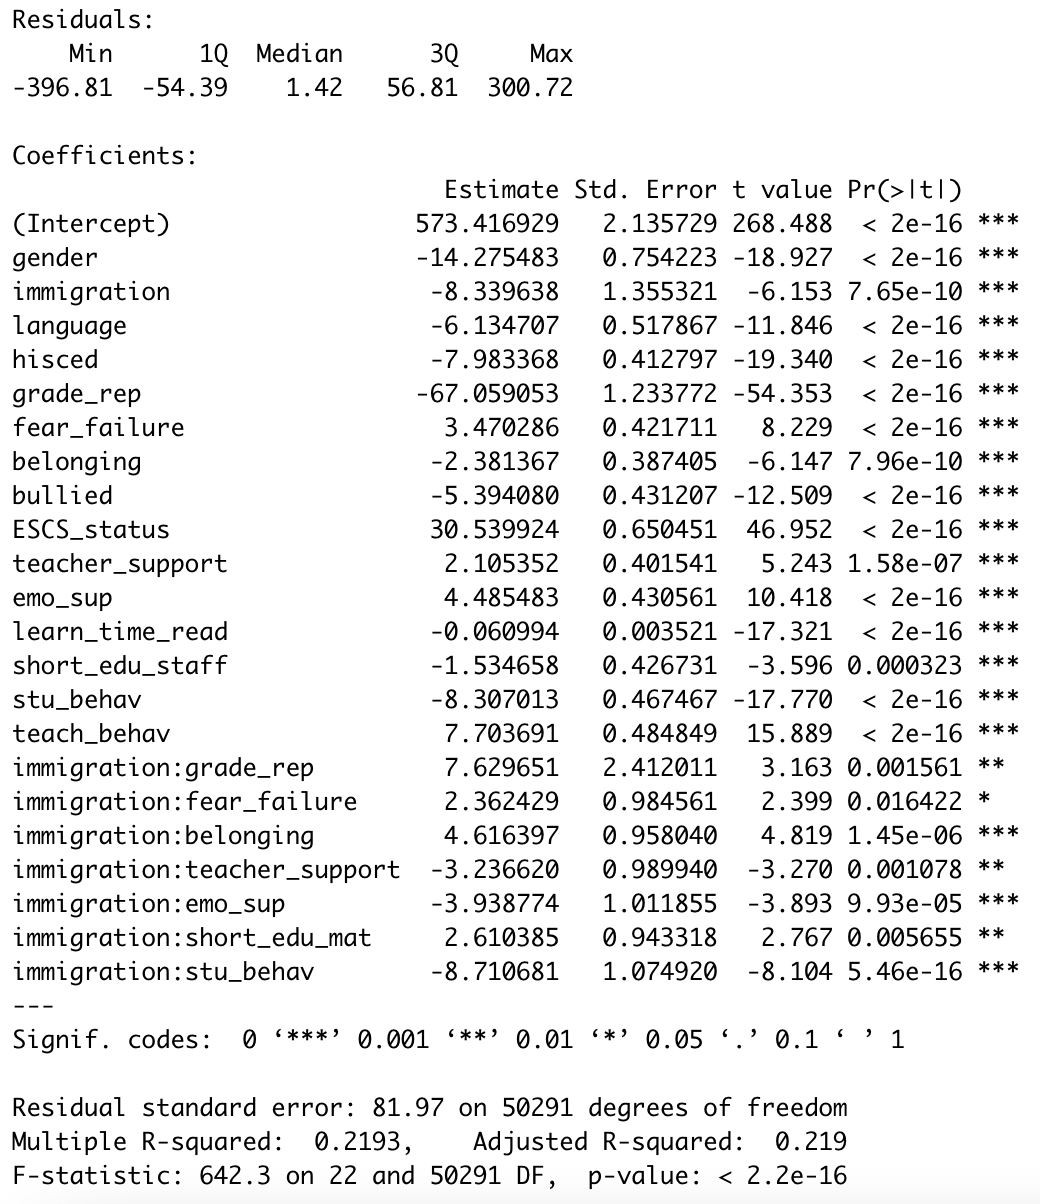 Residuals:
    Min      1Q  Median      3Q     Max
-396.81  -54.39    1.42   56.81  300.72

Coefficients:
                             Estimate Std. Error t value Pr(>|t|)
(Intercept)                573.416929   2.135729 268.488  < 2e-16 ***
gender                     -14.275483   0.754223 -18.927  < 2e-16 ***
immigration                 -8.339638   1.355321  -6.153 7.65e-10 ***
language                    -6.134707   0.517867 -11.846  < 2e-16 ***
hisced                      -7.983368   0.412797 -19.340  < 2e-16 ***
grade_rep                  -67.059053   1.233772 -54.353  < 2e-16 ***
fear_failure                 3.470286   0.421711   8.229  < 2e-16 ***
belonging                   -2.381367   0.387405  -6.147 7.96e-10 ***
bullied                     -5.394080   0.431207 -12.509  < 2e-16 ***
ESCS_status                 30.539924   0.650451  46.952  < 2e-16 ***
teacher_support              2.105352   0.401541   5.243 1.58e-07 ***
emo_sup                      4.485483   0.430561  10.418  < 2e-16 ***
learn_time_read             -0.060994   0.003521 -17.321  < 2e-16 ***
short_edu_staff             -1.534658   0.426731  -3.596 0.000323 ***
stu_behav                   -8.307013   0.467467 -17.770  < 2e-16 ***
teach_behav                  7.703691   0.484849  15.889  < 2e-16 ***
immigration:grade_rep        7.629651   2.412011   3.163 0.001561 **
immigration:fear_failure     2.362429   0.984561   2.399 0.016422 *
immigration:belonging        4.616397   0.958040   4.819 1.45e-06 ***
immigration:teacher_support -3.236620   0.989940  -3.270 0.001078 **
immigration:emo_sup         -3.938774   1.011855  -3.893 9.93e-05 ***
immigration:short_edu_mat    2.610385   0.943318   2.767 0.005655 **
immigration:stu_behav       -8.710681   1.074920  -8.104 5.46e-16 ***
---
Signif. codes:  0 ‘***’ 0.001 ‘**’ 0.01 ‘*’ 0.05 ‘.’ 0.1 ‘ ’ 1

Residual standard error: 81.97 on 50291 degrees of freedom
Multiple R-squared:  0.2193,	Adjusted R-squared:  0.219
F-statistic: 642.3 on 22 and 50291 DF,  p-value: < 2.2e-16